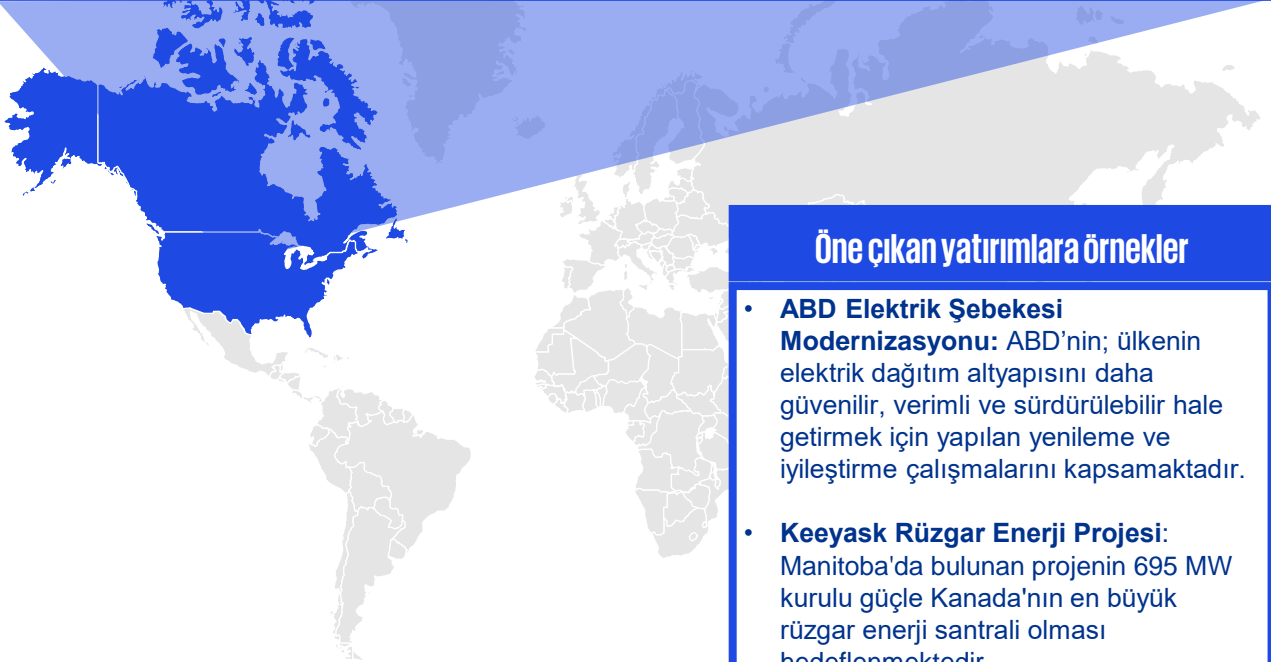 Öne çıkan yatırımlara örnekler
• ABD Elektrik Şebekesi
Modernizasyonu: ABD’nin; ülkenin
elektrik dağıtım altyapısını daha
güvenilir, verimli ve sürdürülebilir hale
getirmek için yapılan yenileme ve
iyileştirme çalışmalarını kapsamaktadır.
• Keeyask Rüzgar Enerji Projesi:
Manitoba'da bulunan projenin 695 MW
kurulu güçle Kanada'nın en büyük
rüzgar enerji santrali olması
hedeflenmektedir